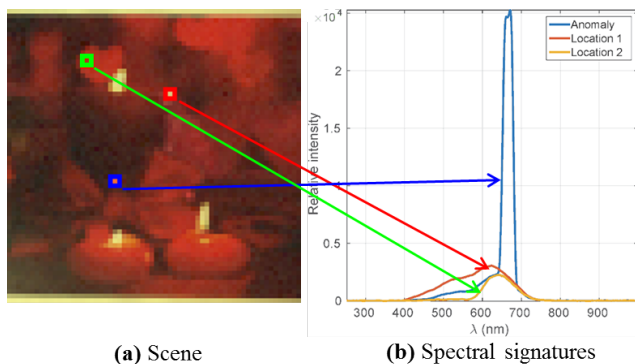 ×10⁴
2
1.5
1
0.5
0
Relative intensity
Anomaly
Location 1
Location 2
300 400 500 600 700 800 900
λ (nm)
(a) Scene
(b) Spectral signatures